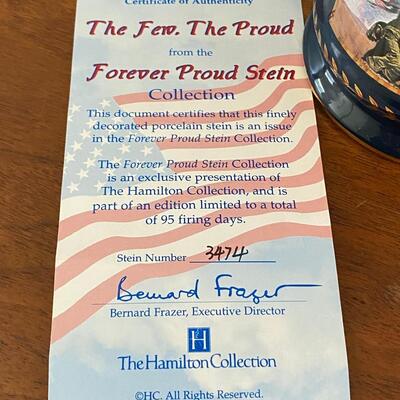 Certificate of Authenticity
The Few. The Proud
from the
Forever Proud Stein
Collection
This document certifies that this finely
decorated porcelain stein is an issue
in the Forever Proud Stein Collection.
The Forever Proud Stein Collection
is an exclusive presentation of
The Hamilton Collection, and is
part of an edition limited to a total
of 95 firing days.
Stein Number 3474
Bernard Frazer
Bernard Frazer, Executive Director
H
The Hamilton Collection
©HC. All Rights Reserved.